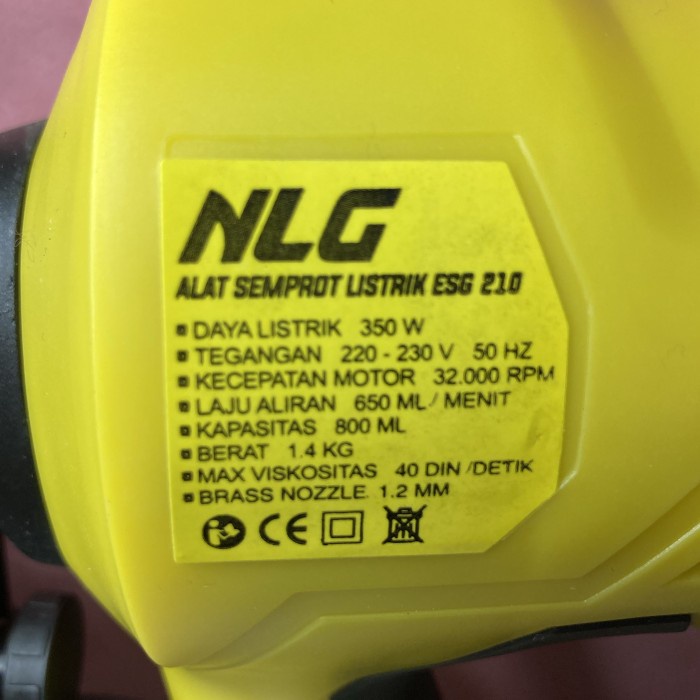 NLG
ALAT SEMPROT LISTRIK ESG 210
DAYA LISTRIK 350 W
TEGANGAN 220 - 230 V 50 HZ
KECEPATAN MOTOR 32.000 RPM
LAJU ALIRAN 650 ML / MENIT
KAPASITAS 800 ML
BERAT 1.4 KG
MAX VISKOSITAS 40 DIN /DETIK
BRASS NOZZLE 1.2 MM
CE